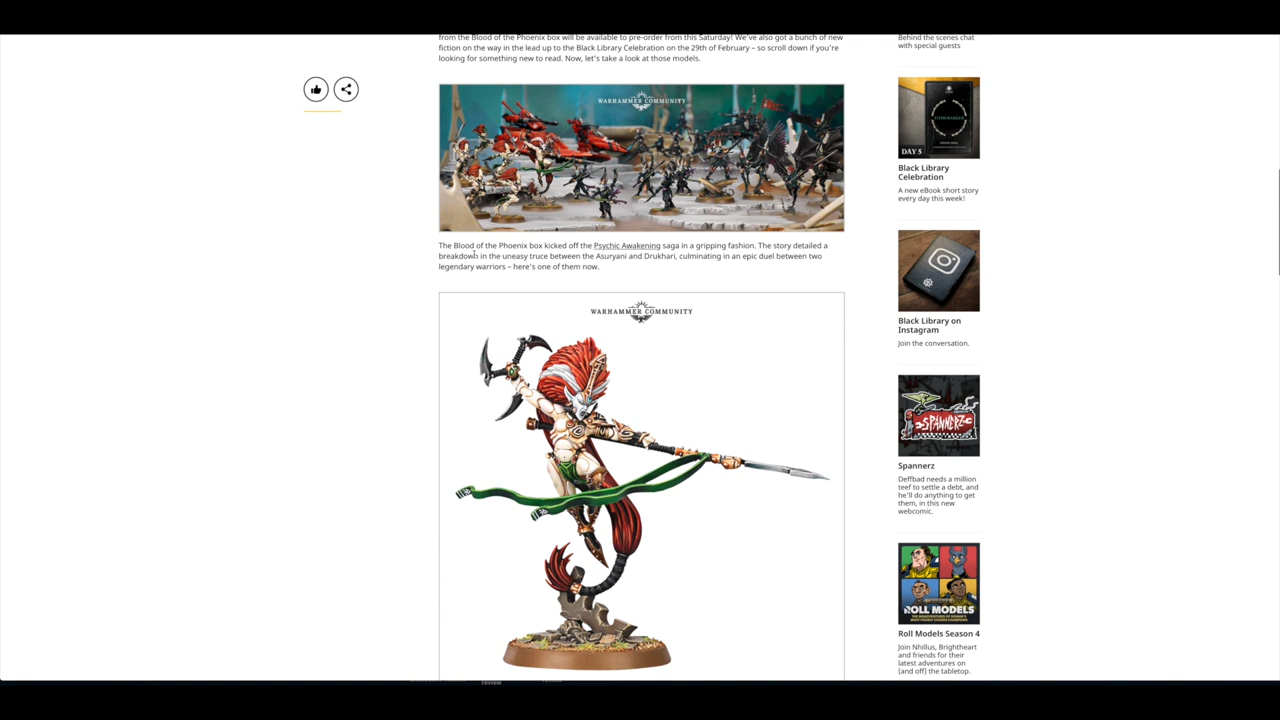 from the Blood of the Phoenix box will be available to pre-order from this Saturday! We've also got a bunch of new
fiction on the way in the lead up to the Black Library Celebration on the 29th of February – so scroll down if you're
looking for something new to read. Now, let's take a look at those models.
WARHAMMER COMMUNITY
The Blood of the Phoenix box kicked off the Psychic Awakening saga in a gripping fashion. The story detailed a
breakdown in the uneasy truce between the Asuryani and Drukhari, culminating in an epic duel between two
legendary warriors – here's one of them now.
WARHAMMER COMMUNITY
Behind the scenes chat
with special guests
DAY 5
Black Library
Celebration
A new eBook short story
every day this week!
Black Library on
Instagram
Join the conversation.
SPANNERZ
Spannerz
Deffbad needs a million
teef to settle a debt, and
he'll do anything to get
them, in this new
webcomic.
ROLL MODELS
Roll Models Season 4
Join Nhillus, Brightheart
and friends for their
latest adventures on
(and off) the tabletop.
review